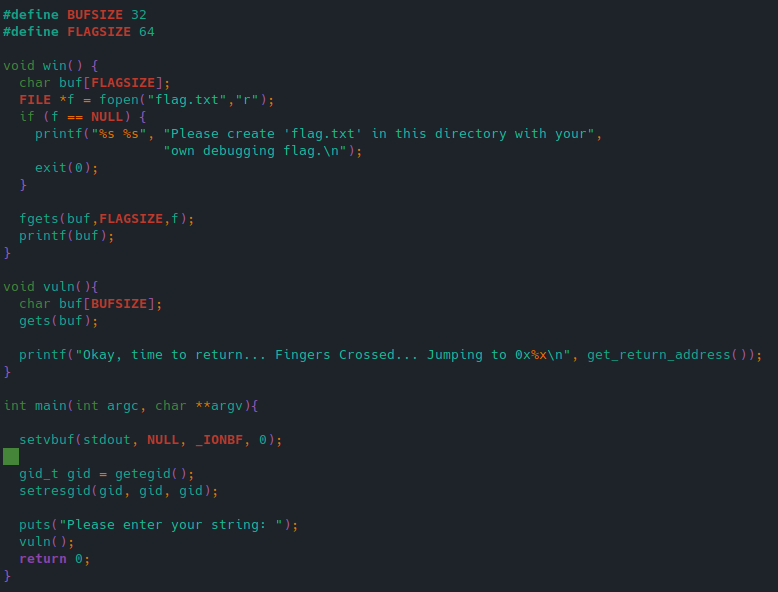 #define BUFSIZE 32
#define FLAGSIZE 64
void win() {
  char buf[FLAGSIZE];
  FILE *f = fopen("flag.txt","r");
  if (f == NULL) {
    printf("%s %s", "Please create 'flag.txt' in this directory with your",
                    "own debugging flag.\n");
    exit(0);
  }
  fgets(buf,FLAGSIZE,f);
  printf(buf);
}
void vuln(){
  char buf[BUFSIZE];
  gets(buf);
  printf("Okay, time to return... Fingers Crossed... Jumping to 0x%x\n", get_return_address());
}
int main(int argc, char **argv){
  setvbuf(stdout, NULL, _IONBF, 0);
  gid_t gid = getegid();
  setresgid(gid, gid, gid);
  puts("Please enter your string: ");
  vuln();
  return 0;
}